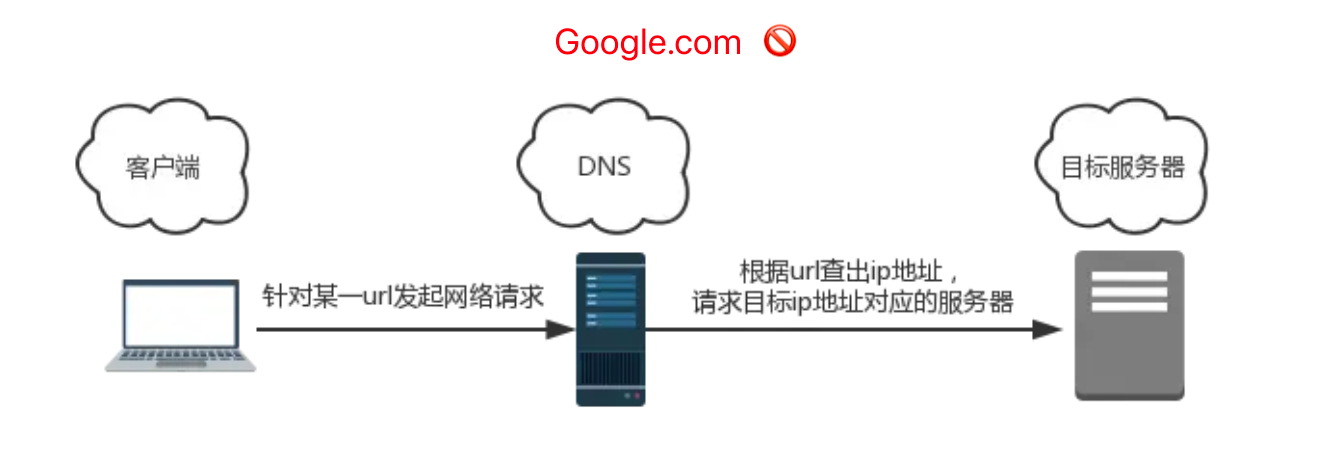 Google.com 🚫
客户端
DNS
目标服务器
针对某一url发起网络请求
根据url查出ip地址，
请求目标ip地址对应的服务器